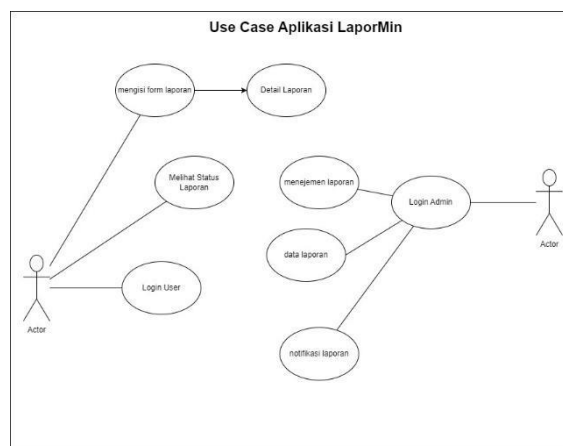 Use Case Aplikasi LaporMin
mengisi form laporan
Detail Laporan
Melihat Status
Laporan
menejemen laporan
Login Admin
Actor
data laporan
Login User
Actor
notifikasi laporan